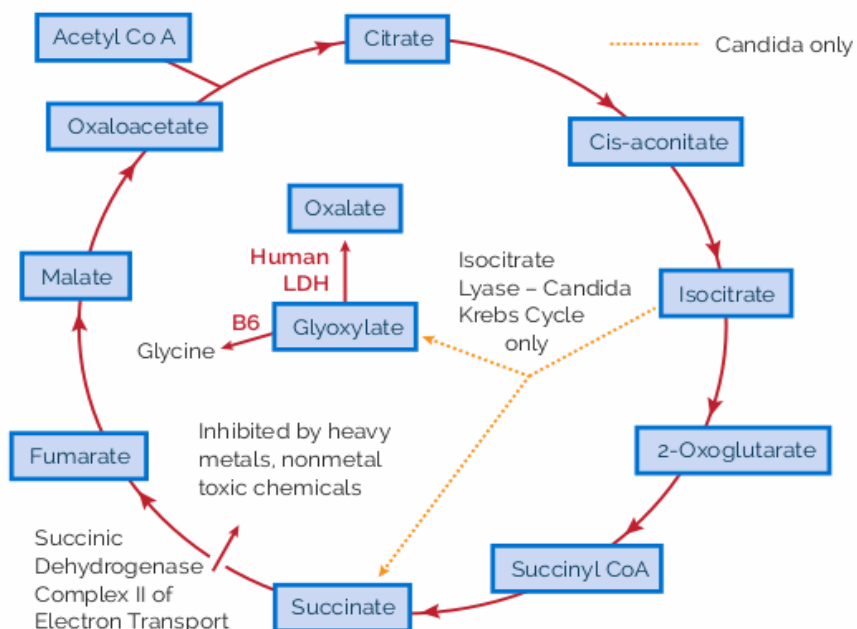 Acetyl Co A
Citrate
Candida only
Oxaloacetate
Cis-aconitate
Oxalate
Human
LDH
Isocitrate
Lyase – Candida
Krebs Cycle
only
Malate
Isocitrate
B6
Glyoxylate
Glycine
Inhibited by heavy
metals, nonmetal
toxic chemicals
Fumarate
2-Oxoglutarate
Succinic
Dehydrogenase
Complex II of
Electron Transport
Succinyl CoA
Succinate